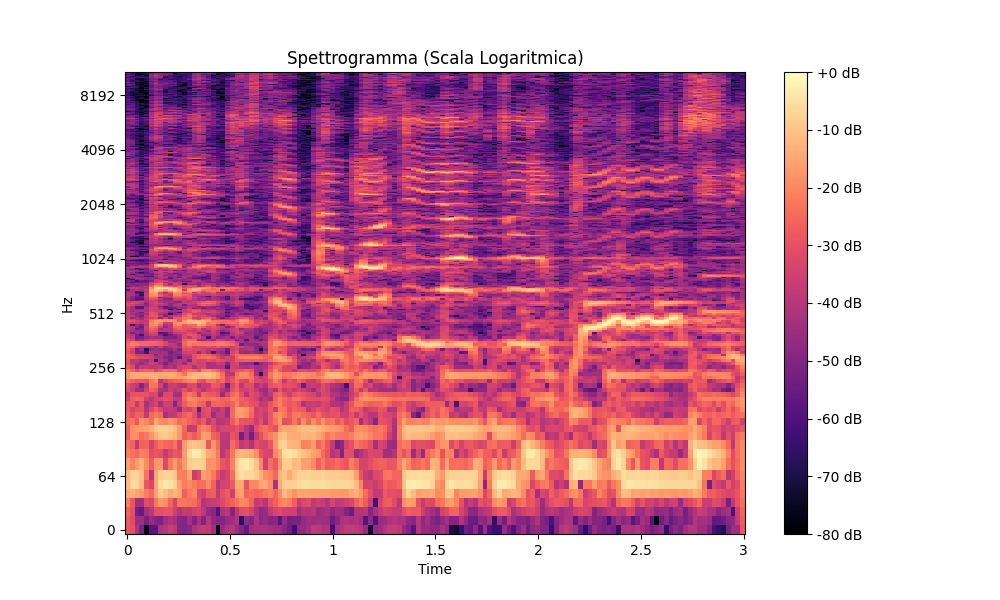 Spettrogramma (Scala Logaritmica)
Hz
8192
4096
2048
1024
512
256
128
64
0
0
0.5
1
1.5
2
2.5
3
Time
+0 dB
-10 dB
-20 dB
-30 dB
-40 dB
-50 dB
-60 dB
-70 dB
-80 dB